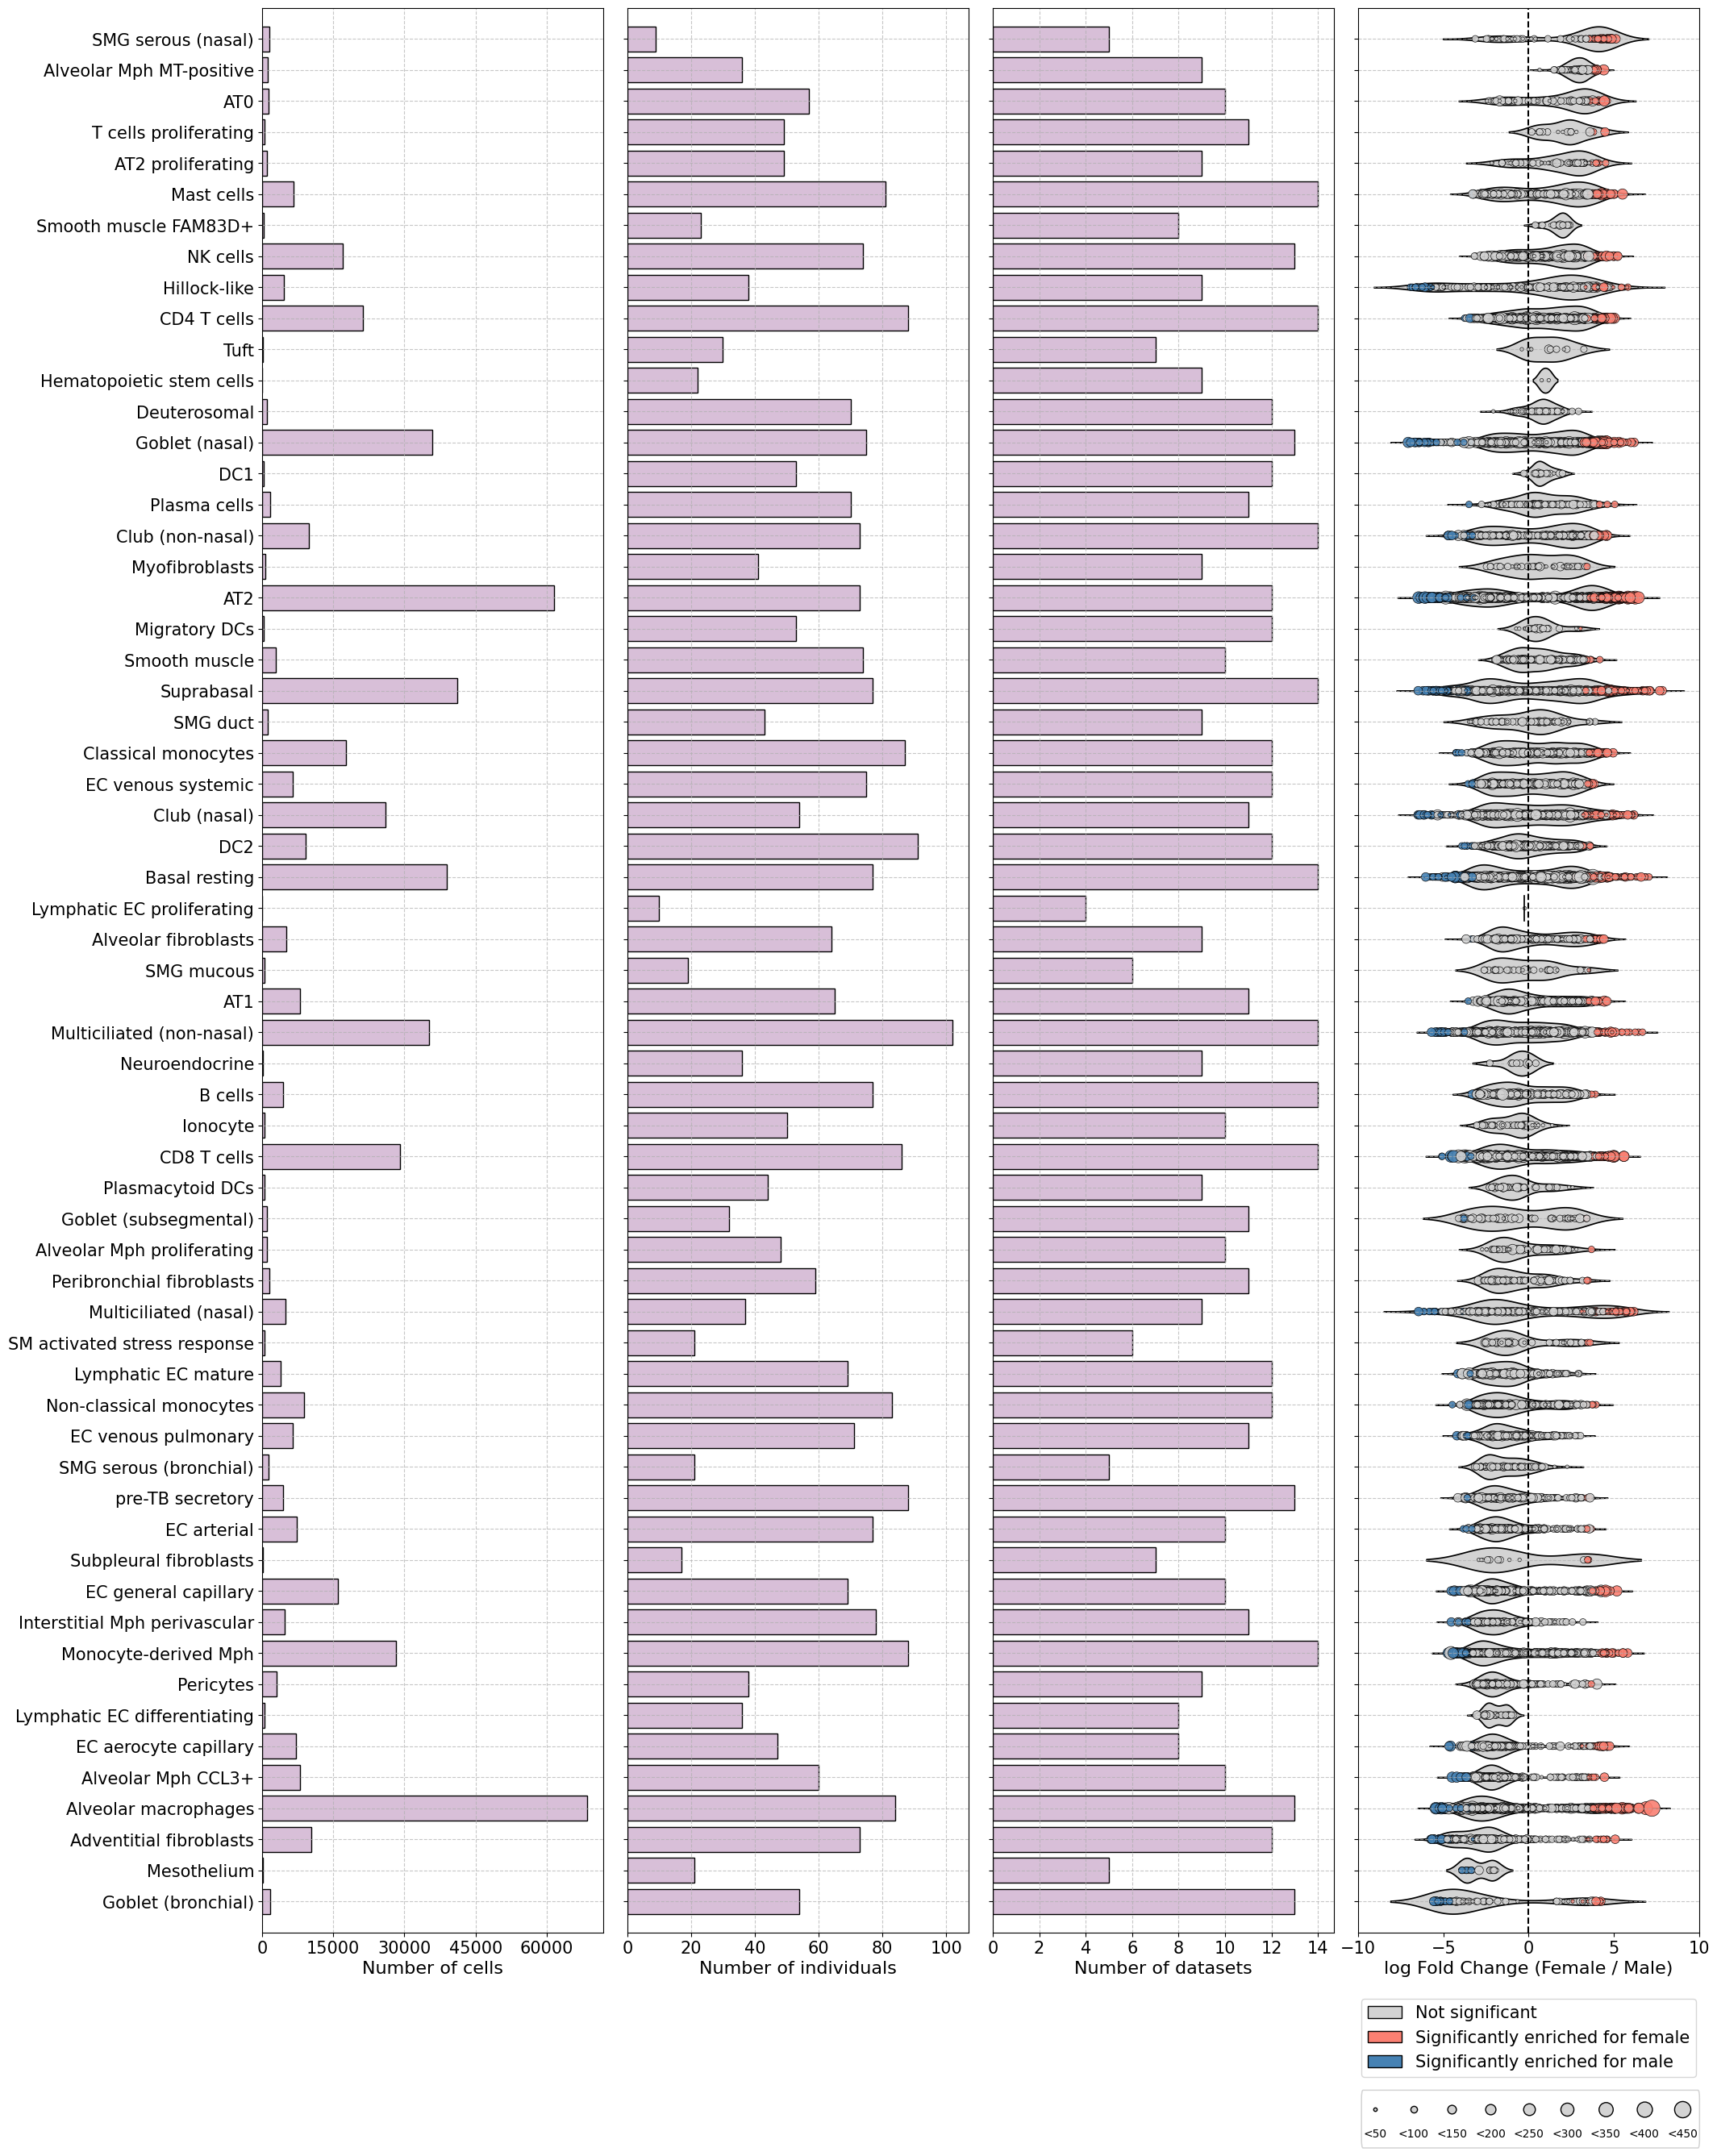 SMG serous (nasal)
Alveolar Mph MT-positive
AT0
T cells proliferating
AT2 proliferating
Mast cells
Smooth muscle FAM83D+
NK cells
Hillock-like
CD4 T cells
Tuft
Hematopoietic stem cells
Deuterosomal
Goblet (nasal)
DC1
Plasma cells
Club (non-nasal)
Myofibroblasts
AT2
Migratory DCs
Smooth muscle
Suprabasal
SMG duct
Classical monocytes
EC venous systemic
Club (nasal)
DC2
Basal resting
Lymphatic EC proliferating
Alveolar fibroblasts
SMG mucous
AT1
Multiciliated (non-nasal)
Neuroendocrine
B cells
Ionocyte
CD8 T cells
Plasmacytoid DCs
Goblet (subsegmental)
Alveolar Mph proliferating
Peribronchial fibroblasts
Multiciliated (nasal)
SM activated stress response
Lymphatic EC mature
Non-classical monocytes
EC venous pulmonary
SMG serous (bronchial)
pre-TB secretory
EC arterial
Subpleural fibroblasts
EC general capillary
Interstitial Mph perivascular
Monocyte-derived Mph
Pericytes
Lymphatic EC differentiating
EC aerocyte capillary
Alveolar Mph CCL3+
Alveolar macrophages
Adventitial fibroblasts
Mesothelium
Goblet (bronchial)
0 15000 30000 45000 60000
Number of cells
0 20 40 60 80 100
Number of individuals
0 2 4 6 8 10 12 14
Number of datasets
−10 −5 0 5 10
log Fold Change (Female / Male)
Not significant
Significantly enriched for female
Significantly enriched for male
<50 <100 <150 <200 <250 <300 <350 <400 <450